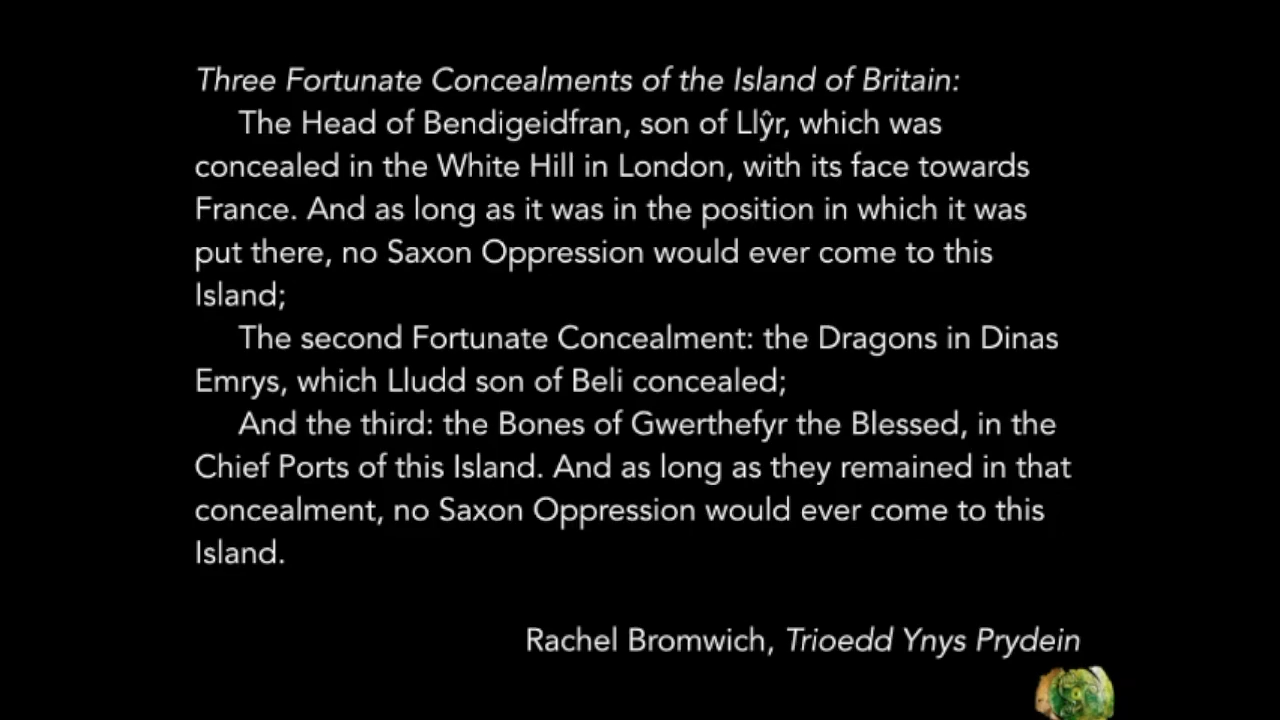 Three Fortunate Concealments of the Island of Britain:
The Head of Bendigeidfran, son of Llŷr, which was
concealed in the White Hill in London, with its face towards
France. And as long as it was in the position in which it was
put there, no Saxon Oppression would ever come to this
Island;
The second Fortunate Concealment: the Dragons in Dinas
Emrys, which Lludd son of Beli concealed;
And the third: the Bones of Gwerthefyr the Blessed, in the
Chief Ports of this Island. And as long as they remained in that
concealment, no Saxon Oppression would ever come to this
Island.
Rachel Bromwich, Trioedd Ynys Prydein